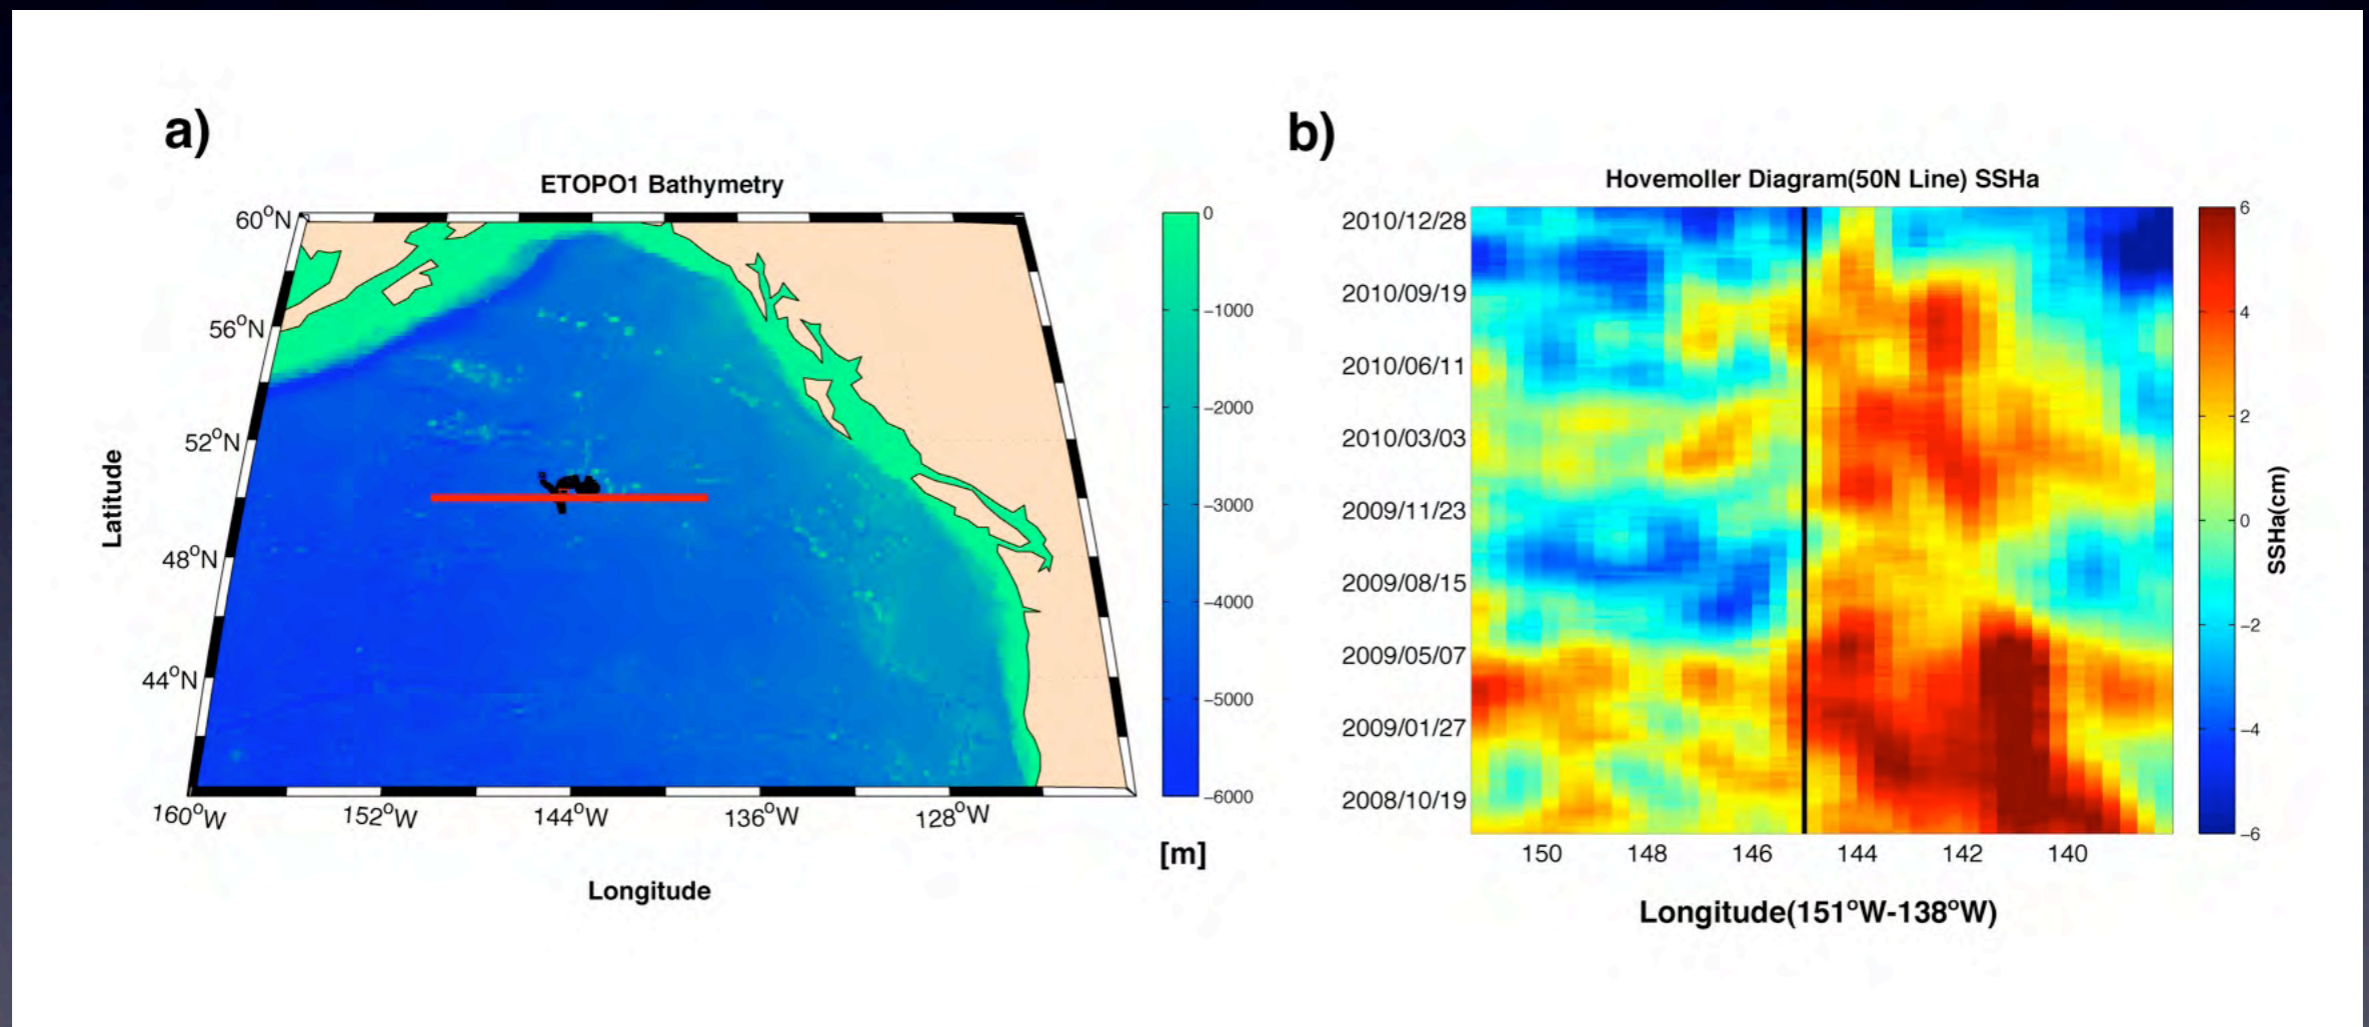 a)
ETOPO1 Bathymetry
60°N
56°N
52°N
48°N
44°N
Latitude
160°W 152°W 144°W 136°W 128°W
Longitude
0
−1000
−2000
−3000
−4000
−5000
−6000
[m]
b)
Hovemoller Diagram(50N Line) SSHa
2010/12/28
2010/09/19
2010/06/11
2010/03/03
2009/11/23
2009/08/15
2009/05/07
2009/01/27
2008/10/19
150 148 146 144 142 140
Longitude(151°W-138°W)
6
4
2
0
−2
−4
−6
SSHa(cm)